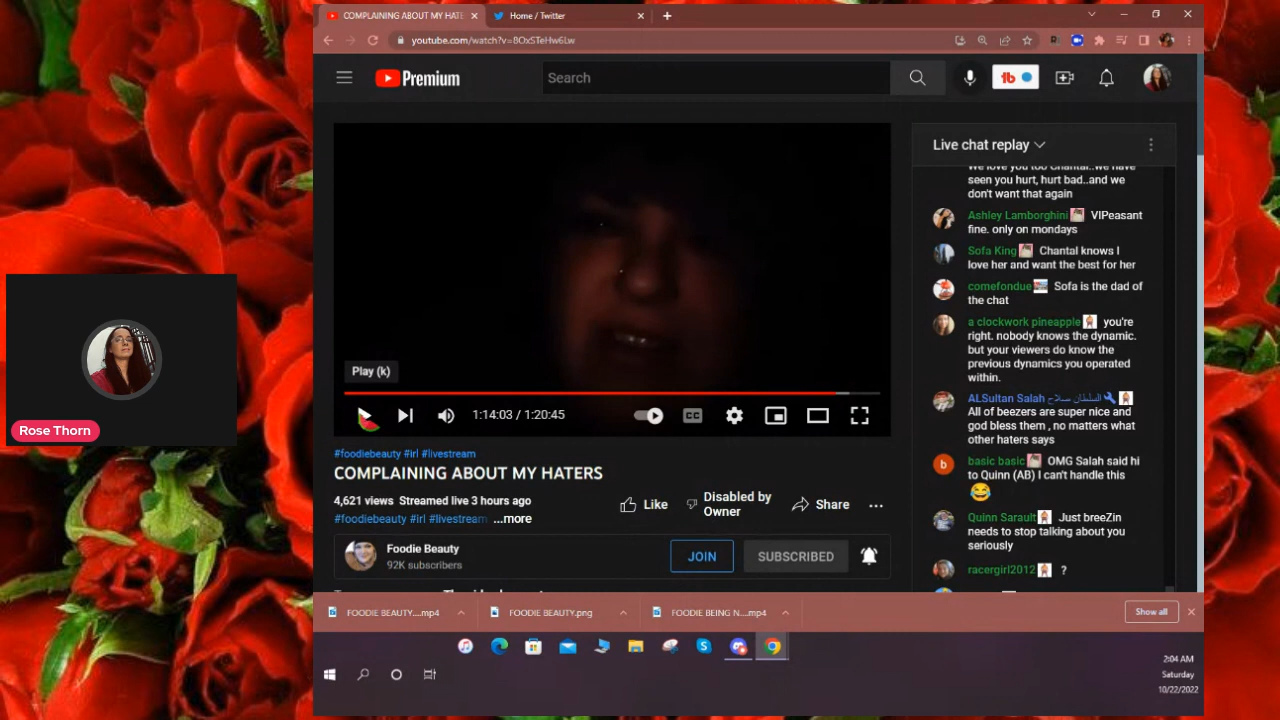 COMPLAINING ABOUT MY HATE
Home / Twitter
youtube.com/watch?v=8OxSTeHw6Lw
Premium
Search
Live chat replay
We love you too Chantal..we have
seen you hurt, hurt bad..and we
don't want that again
Ashley Lamborghini VIPeasant
fine. only on mondays
Sofa King Chantal knows I
love her and want the best for her
comefondue Sofa is the dad of
the chat
a clockwork pineapple you're
right. nobody knows the dynamic.
but your viewers do know the
previous dynamics you operated
within.
ALSultan Salah السلطان صلاح
All of beezers are super nice and
god bless them , no matters what
other haters says
basic basic OMG Salah said hi
to Quinn (AB) I can't handle this
Quinn Sarault Just breeZin
needs to stop talking about you
seriously
racergirl2012 ?
Play (k)
1:14:03 / 1:20:45
CC
#foodiebeauty #irl #livestream
COMPLAINING ABOUT MY HATERS
4,621 views Streamed live 3 hours ago
#foodiebeauty #irl #livestream ...more
Like
Disabled by
Owner
Share
Foodie Beauty
92K subscribers
JOIN
SUBSCRIBED
b
Rose Thorn
FOODIE BEAUTY....mp4
FOODIE BEAUTY.png
FOODIE BEING N....mp4
Show all
2:04 AM
Saturday
10/22/2022